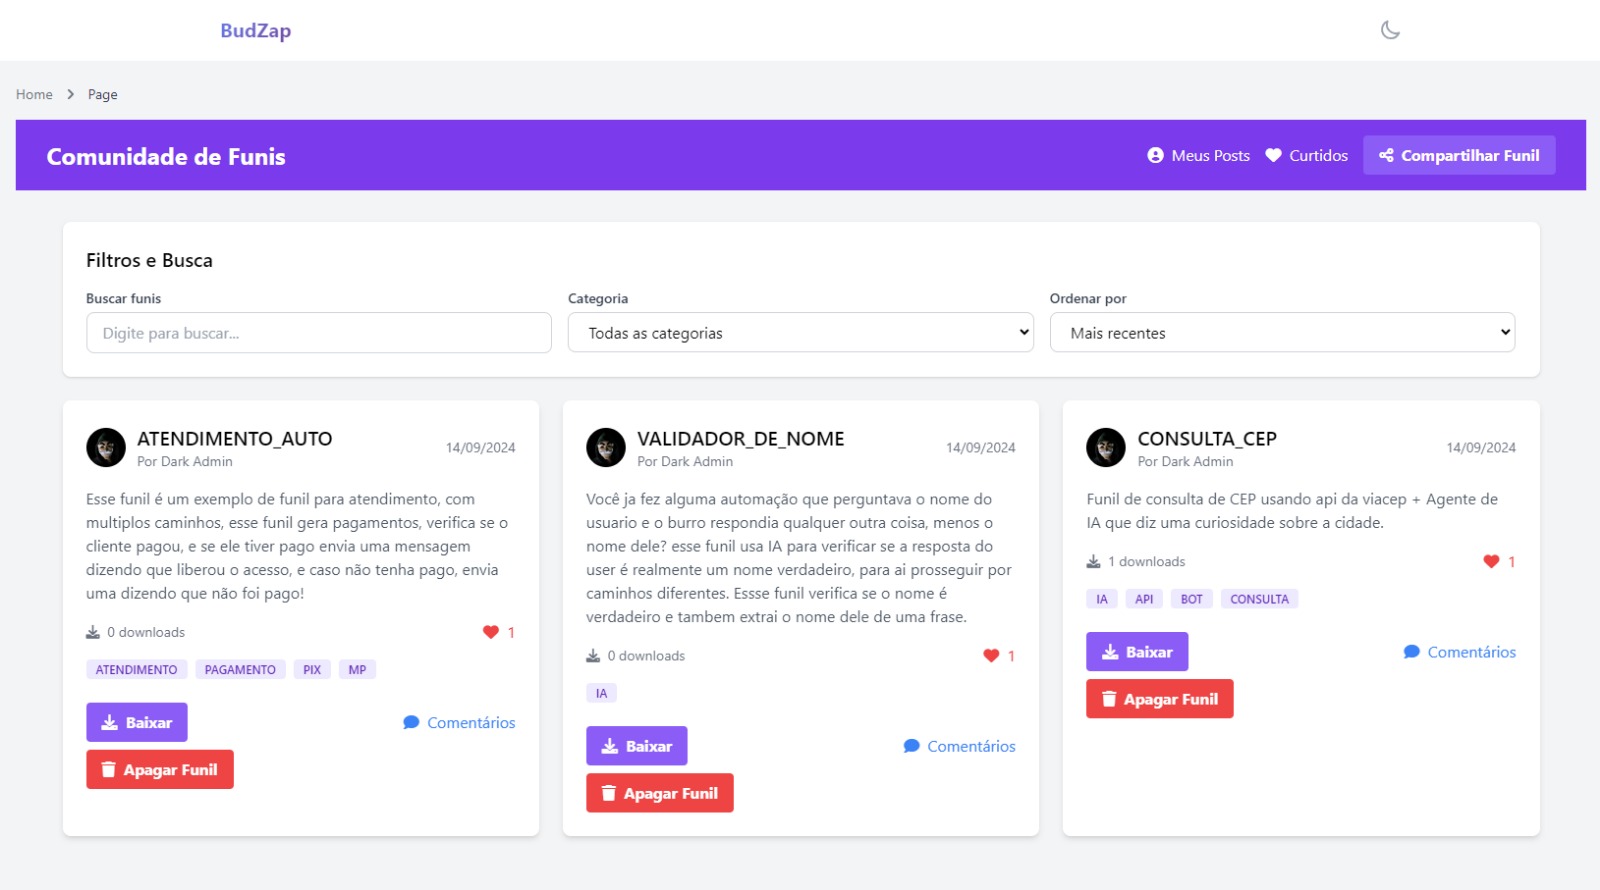 BudZap
Home > Page
Comunidade de Funis
Meus Posts
Curtidos
Compartilhar Funil
Filtros e Busca
Buscar funis
Digite para buscar...
Categoria
Todas as categorias
Ordenar por
Mais recentes
ATENDIMENTO_AUTO
Por Dark Admin
14/09/2024
Esse funil é um exemplo de funil para atendimento, com
multiplos caminhos, esse funil gera pagamentos, verifica se o
cliente pagou, e se ele tiver pago envia uma mensagem
dizendo que liberou o acesso, e caso não tenha pago, envia
uma dizendo que não foi pago!
0 downloads
1
ATENDIMENTO PAGAMENTO PIX MP
Baixar
Comentários
Apagar Funil
VALIDADOR_DE_NOME
Por Dark Admin
14/09/2024
Você ja fez alguma automação que perguntava o nome do
usuario e o burro respondia qualquer outra coisa, menos o
nome dele? esse funil usa IA para verificar se a resposta do
user é realmente um nome verdadeiro, para ai prosseguir por
caminhos diferentes. Essse funil verifica se o nome é
verdadeiro e tambem extrai o nome dele de uma frase.
0 downloads
1
IA
Baixar
Comentários
Apagar Funil
CONSULTA_CEP
Por Dark Admin
14/09/2024
Funil de consulta de CEP usando api da viacep + Agente de
IA que diz uma curiosidade sobre a cidade.
1 downloads
1
IA API BOT CONSULTA
Baixar
Comentários
Apagar Funil